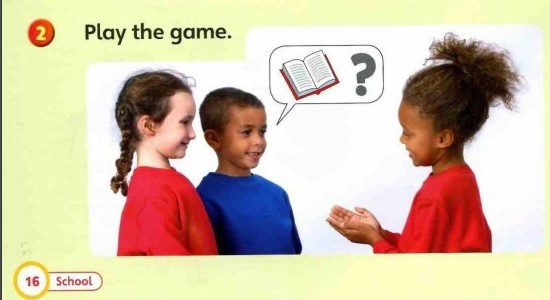 2 Play the game.
?
16 School